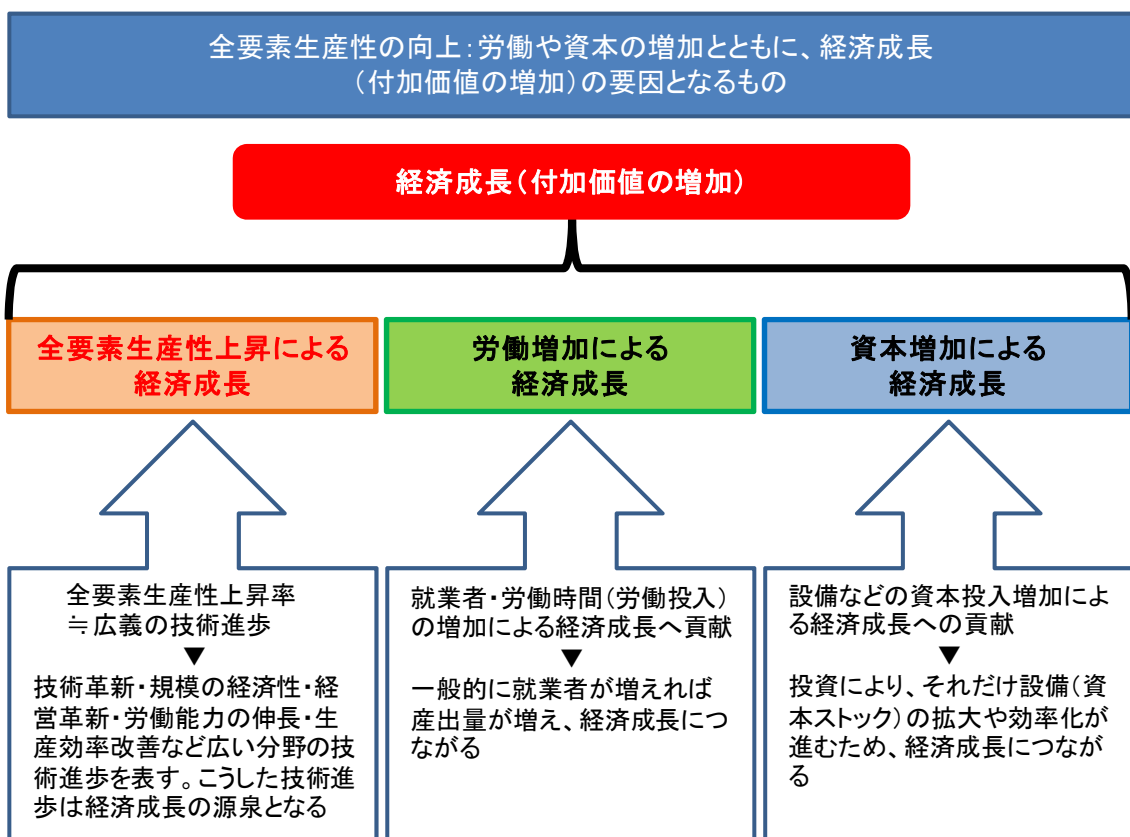 全要素生産性の向上：労働や資本の増加とともに、経済成長
（付加価値の増加）の要因となるもの
経済成長（付加価値の増加）
全要素生産性上昇による
経済成長
労働増加による
経済成長
資本増加による
経済成長
全要素生産性上昇率
≒広義の技術進歩
▼
技術革新・規模の経済性・経
営革新・労働能力の伸長・生
産効率改善など広い分野の技
術進歩を表す。こうした技術進
歩は経済成長の源泉となる
就業者・労働時間（労働投入）
の増加による経済成長へ貢献
▼
一般的に就業者が増えれば
産出量が増え、経済成長につ
ながる
設備などの資本投入増加によ
る経済成長への貢献
▼
投資により、それだけ設備（資
本ストック）の拡大や効率化が
進むため、経済成長につなが
る